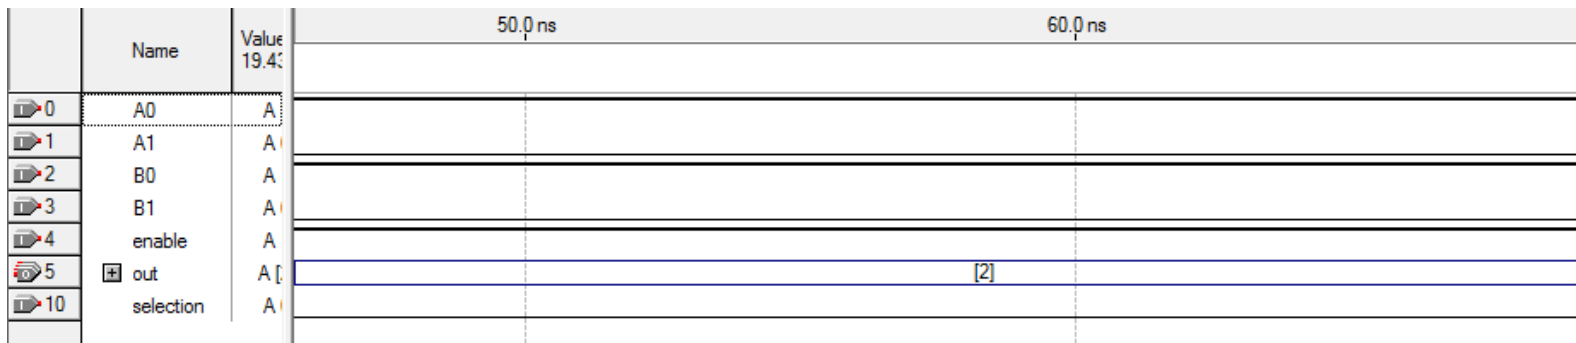 Name Value 19.43 50.0 ns 60.0 ns
0 A0 A
1 A1 A
2 B0 A
3 B1 A
4 enable A
5 + out A [ [2]
10 selection A